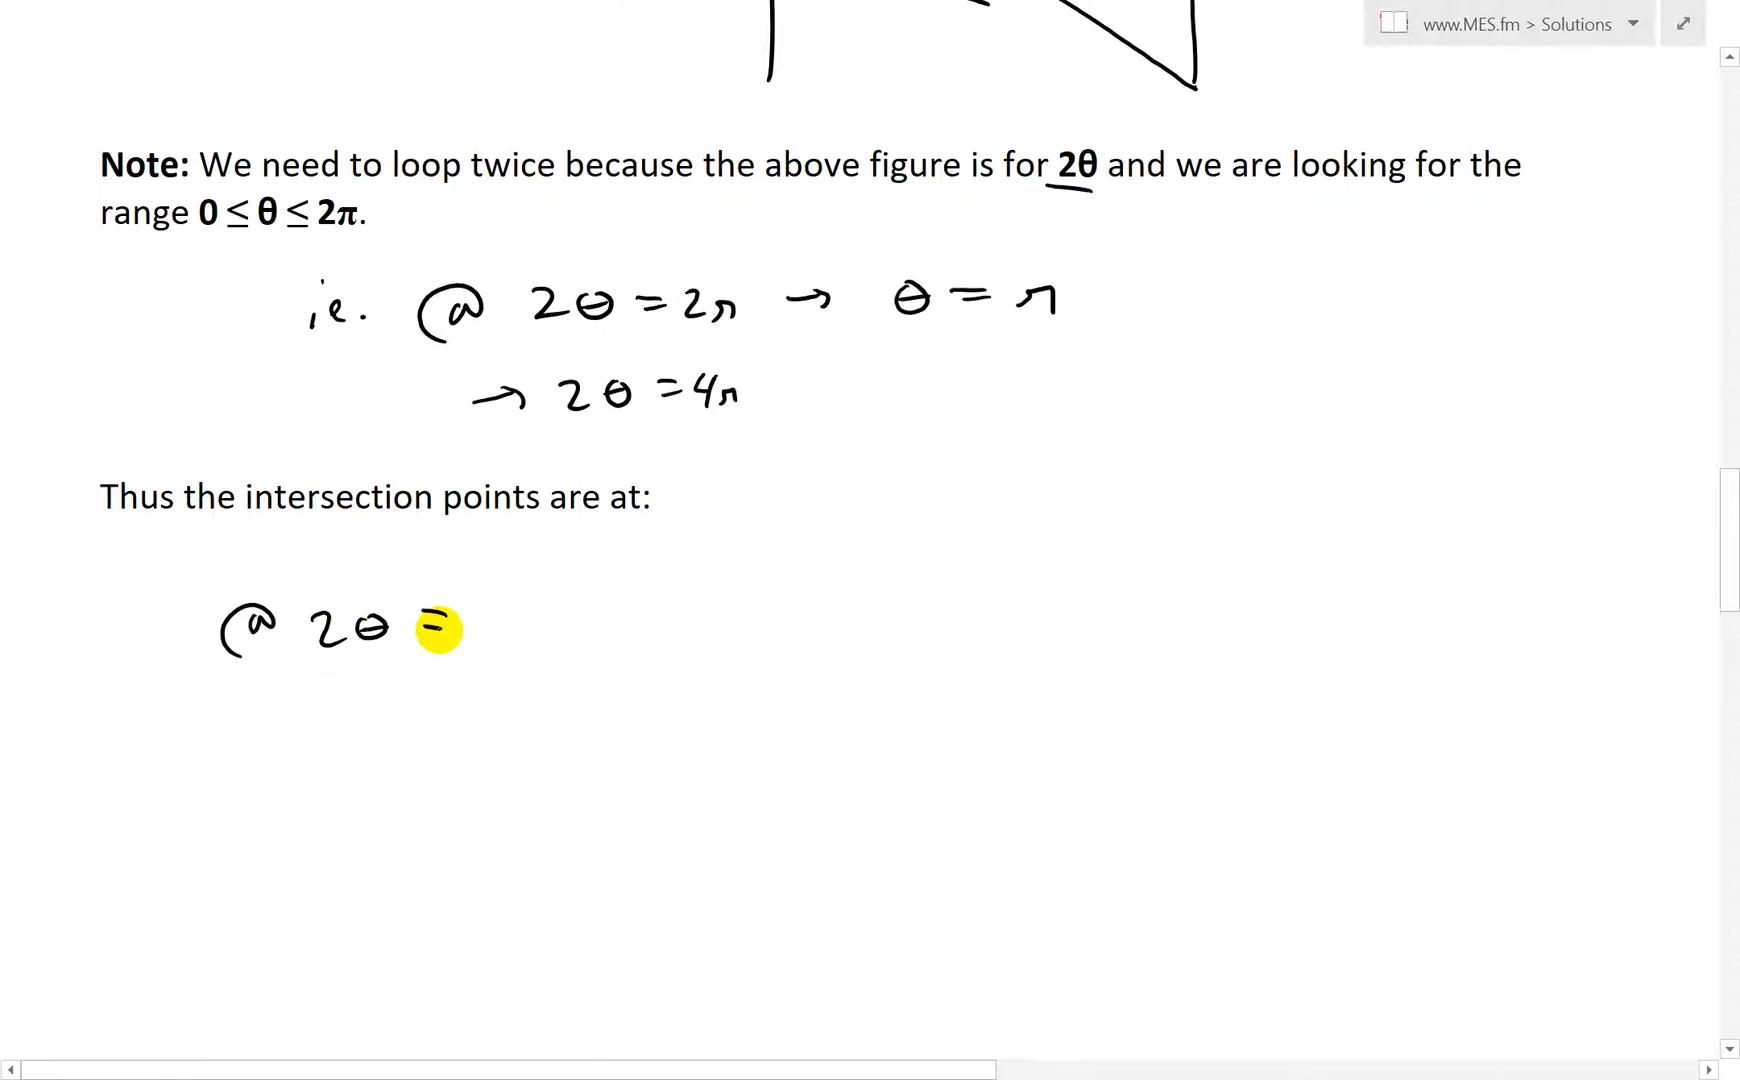 www.MES.fm > Solutions
Note: We need to loop twice because the above figure is for 2θ and we are looking for the
range 0 ≤ θ ≤ 2π.
ie. @ 2θ = 2π → θ = π
→ 2θ = 4π
Thus the intersection points are at:
@ 2θ =